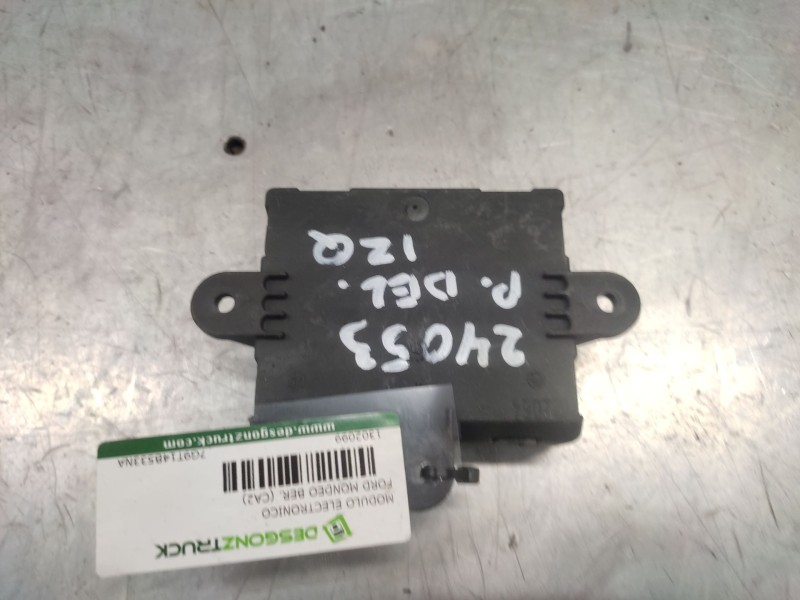 24053
P. DEL.
IZQ
DESGONZTRUCK
MODULO ELECTRONICO
FORD MONDEO BER. (CA2)
1302099
7G9T14B533NA
www.desgonztruck.com